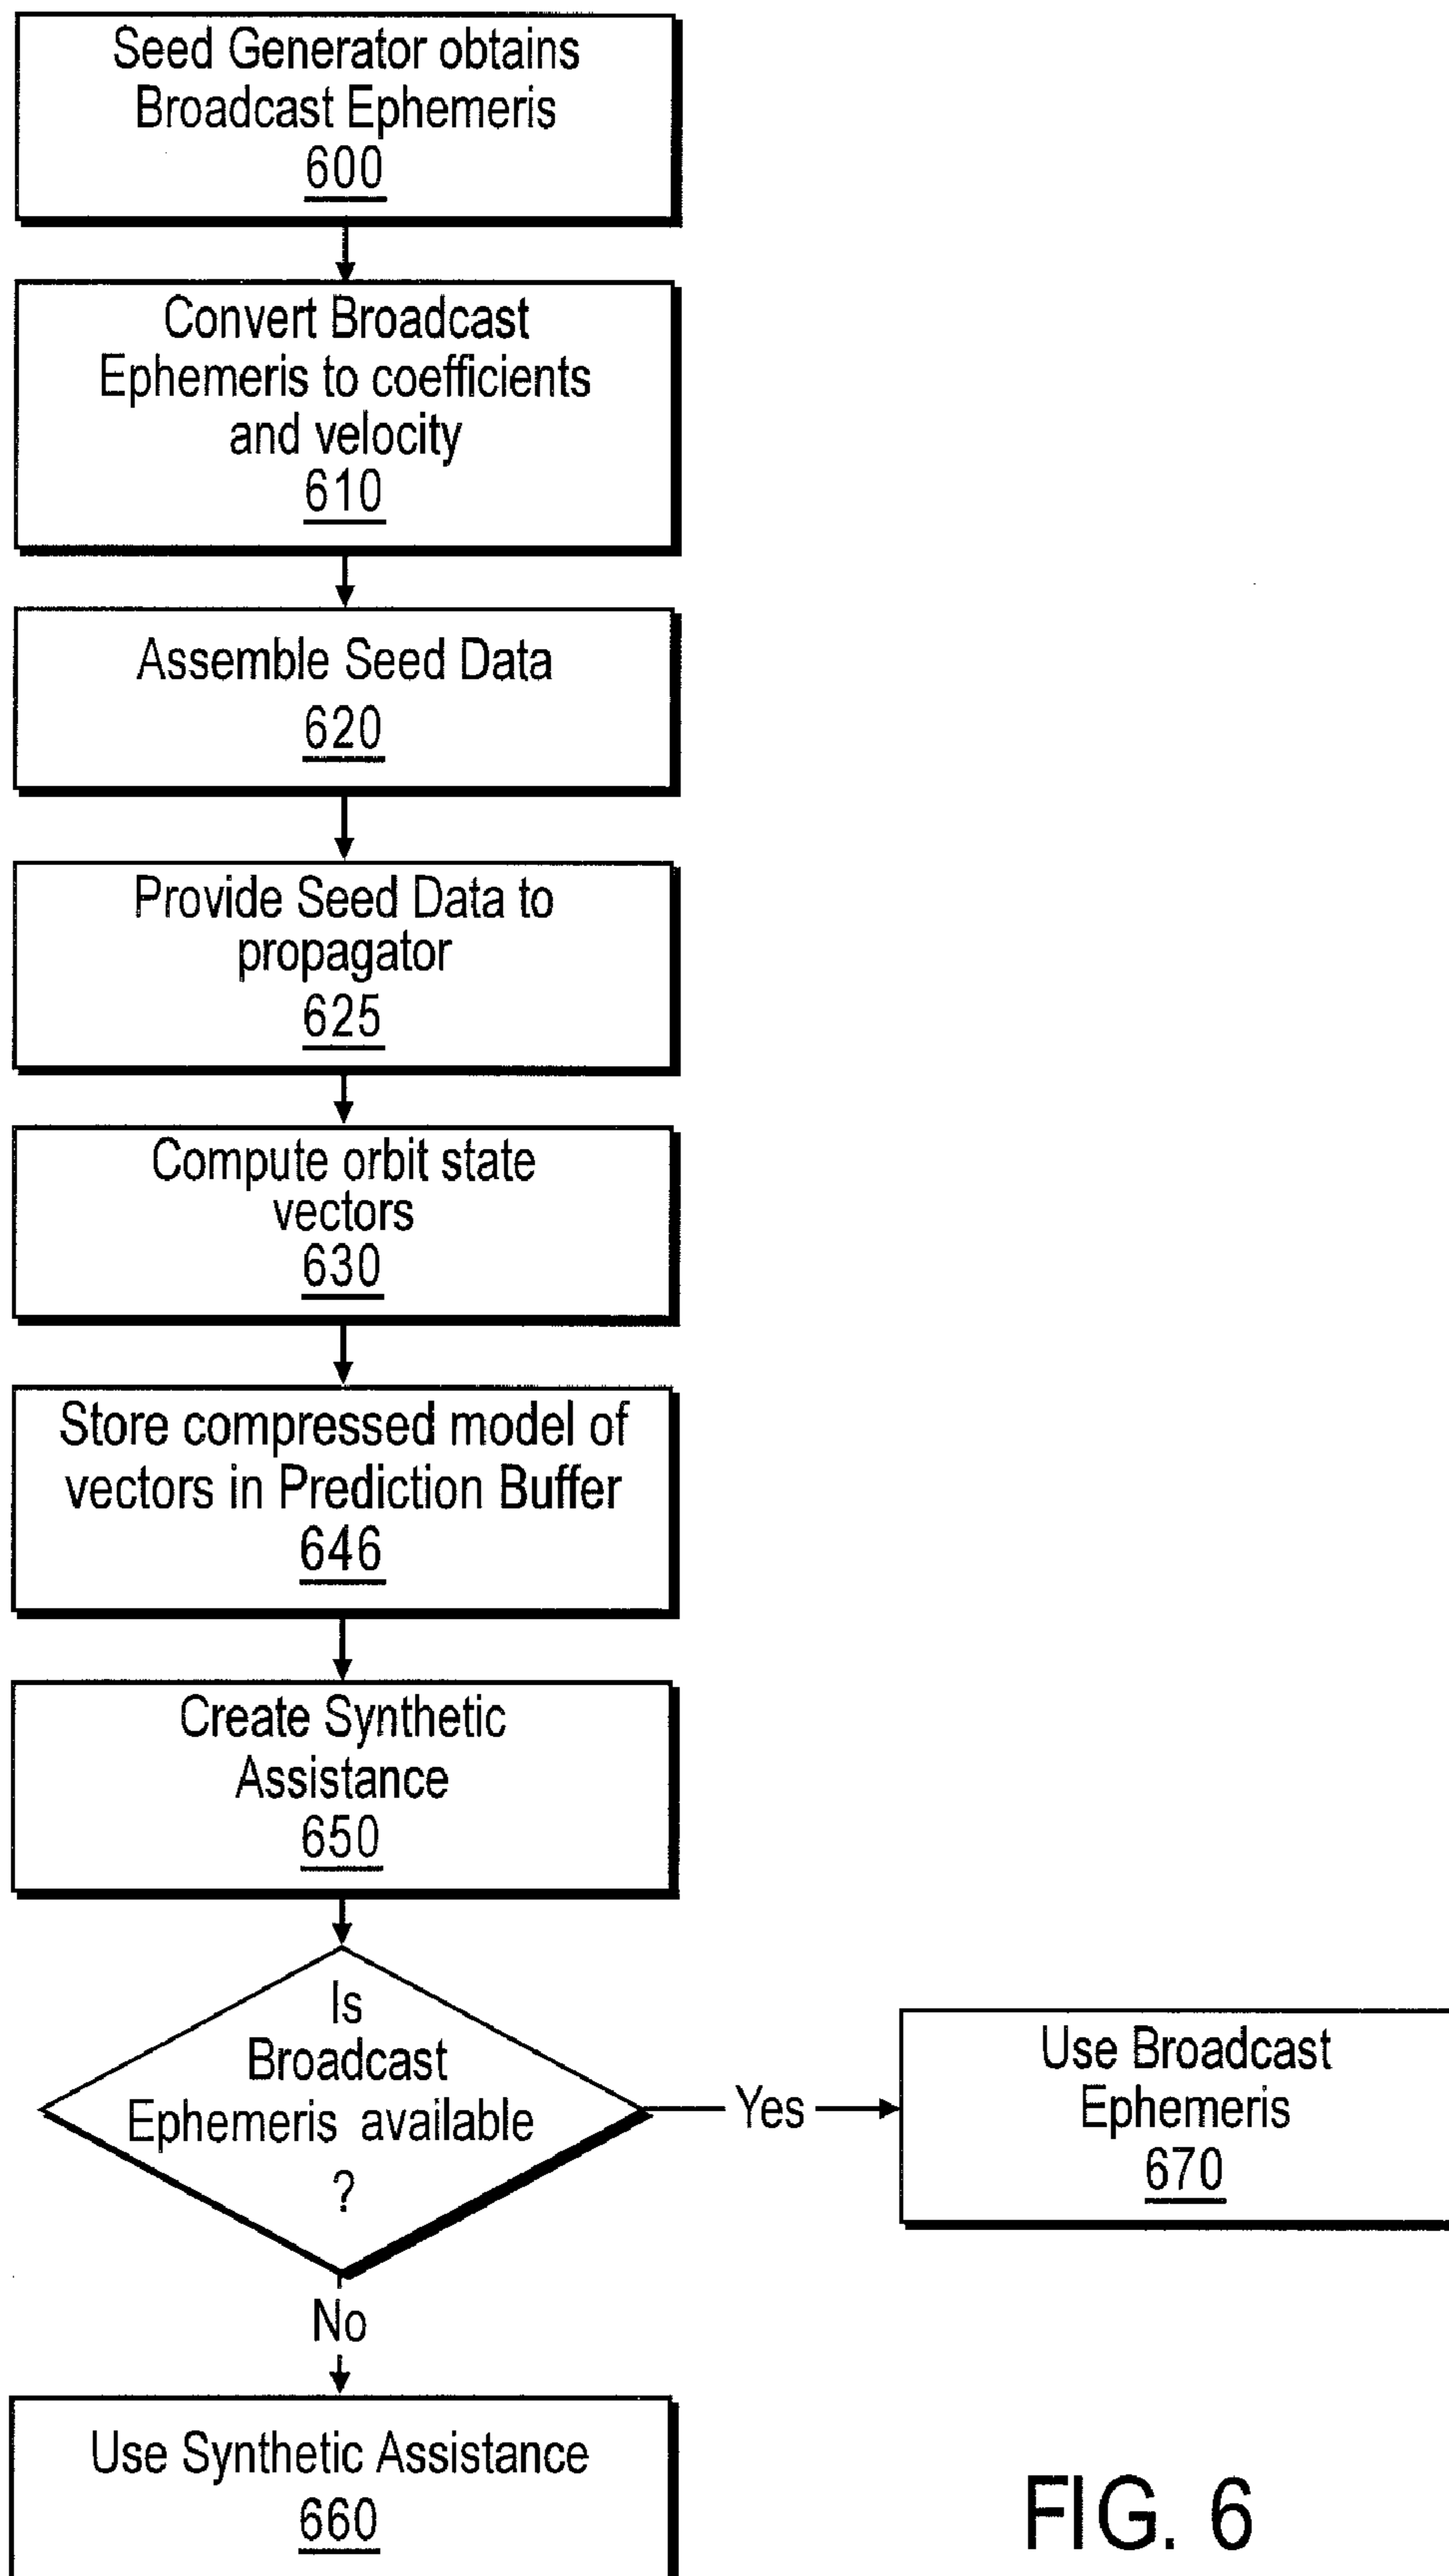 Seed Generator obtains
Broadcast Ephemeris
600
Convert Broadcast
Ephemeris to coefficients
and velocity
610
Assemble Seed Data
620
Provide Seed Data to
propagator
625
Compute orbit state
vectors
630
Store compressed model of
vectors in Prediction Buffer
646
Create Synthetic
Assistance
650
Is
Broadcast
Ephemeris available
?
Yes
Use Broadcast
Ephemeris
670
No
Use Synthetic Assistance
660
FIG. 6